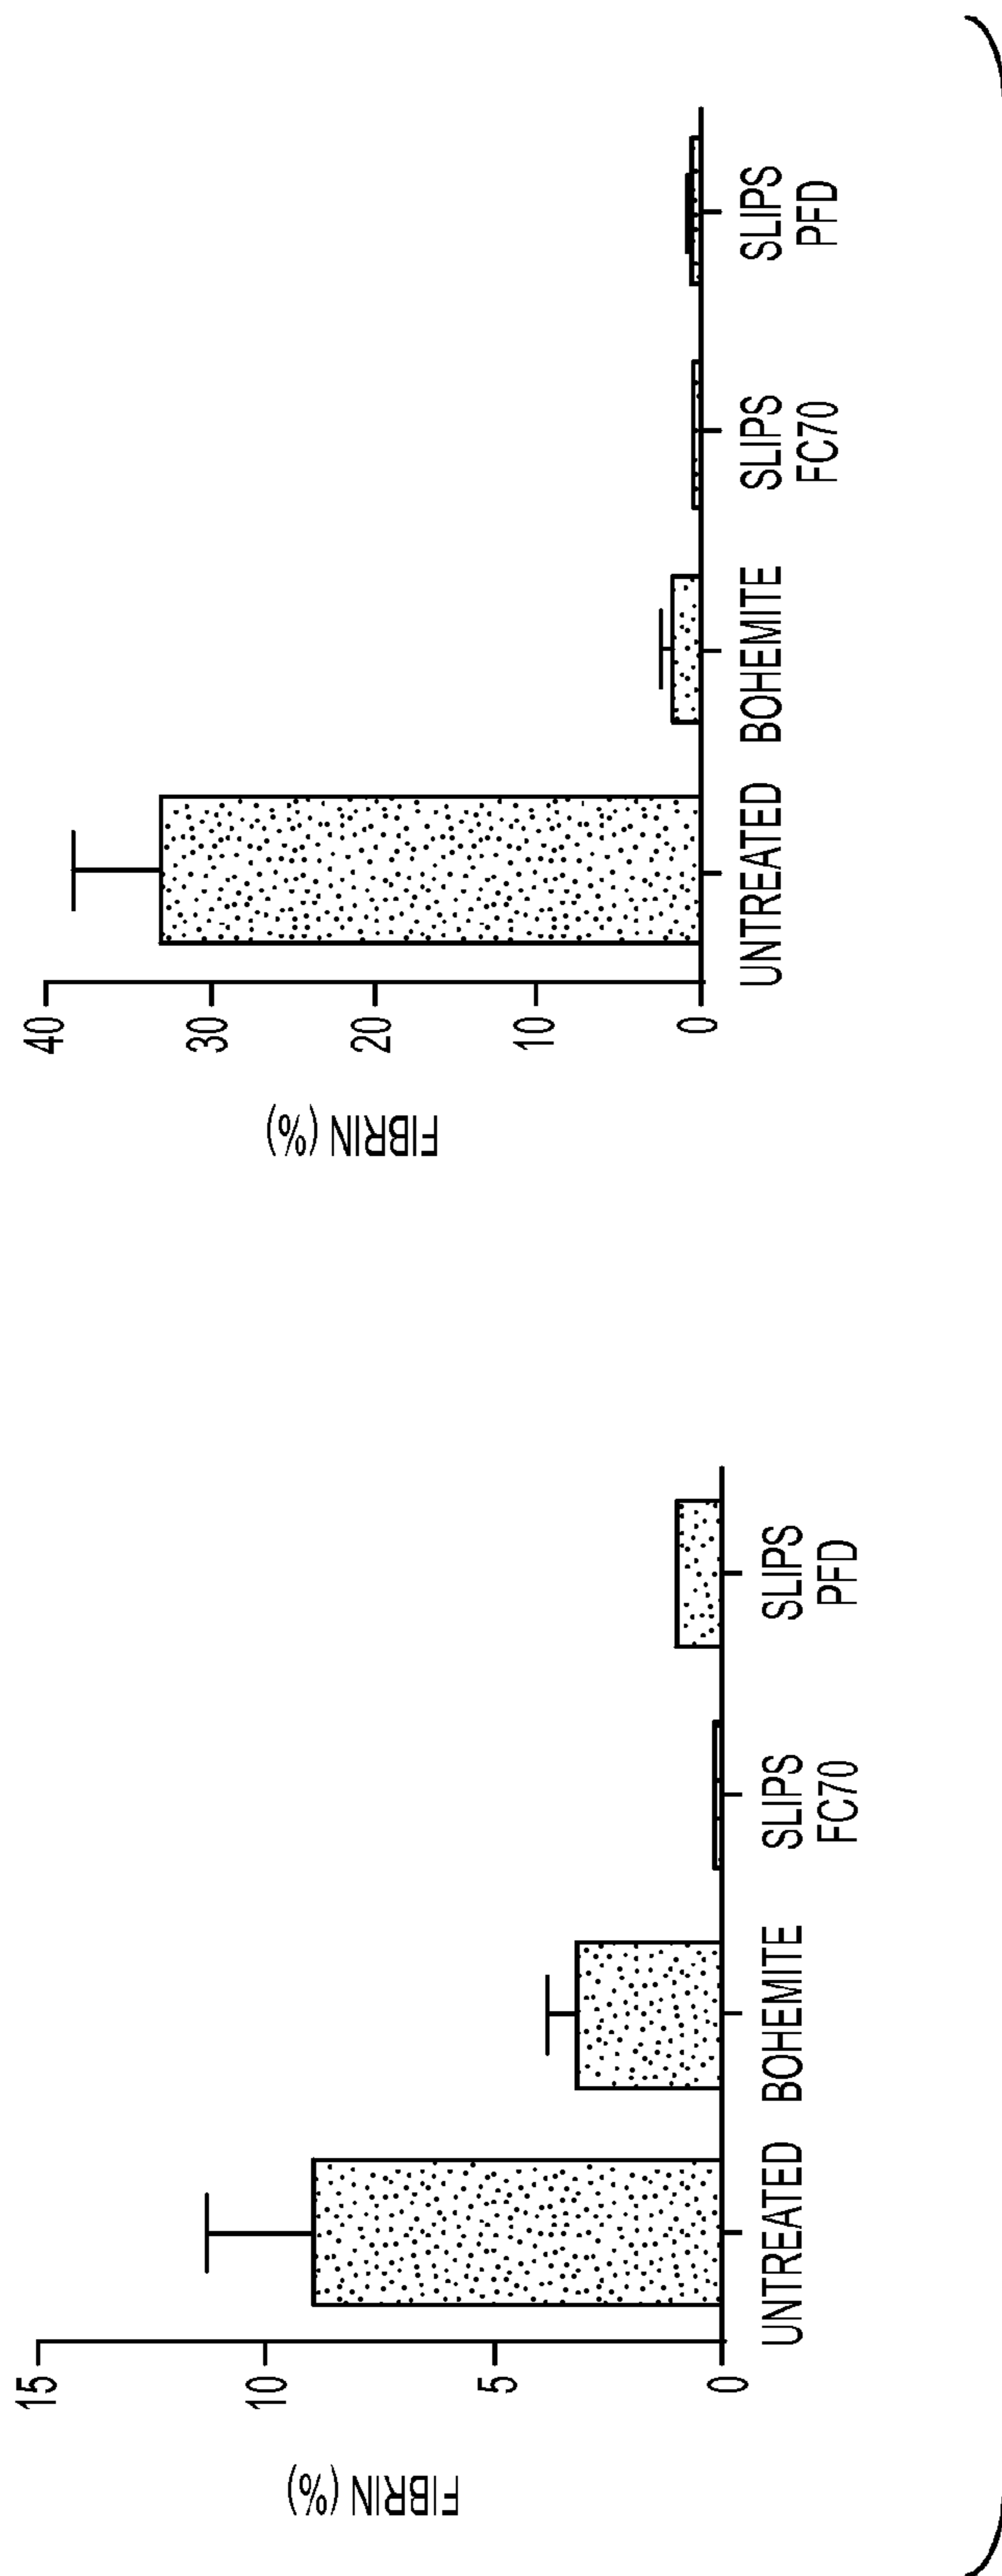 FIBRIN (%)
15
10
5
0
UNTREATED
BOHEMITE
SLIPS
FC70
SLIPS
PFD
FIBRIN (%)
40
30
20
10
0
UNTREATED
BOHEMITE
SLIPS
FC70
SLIPS
PFD